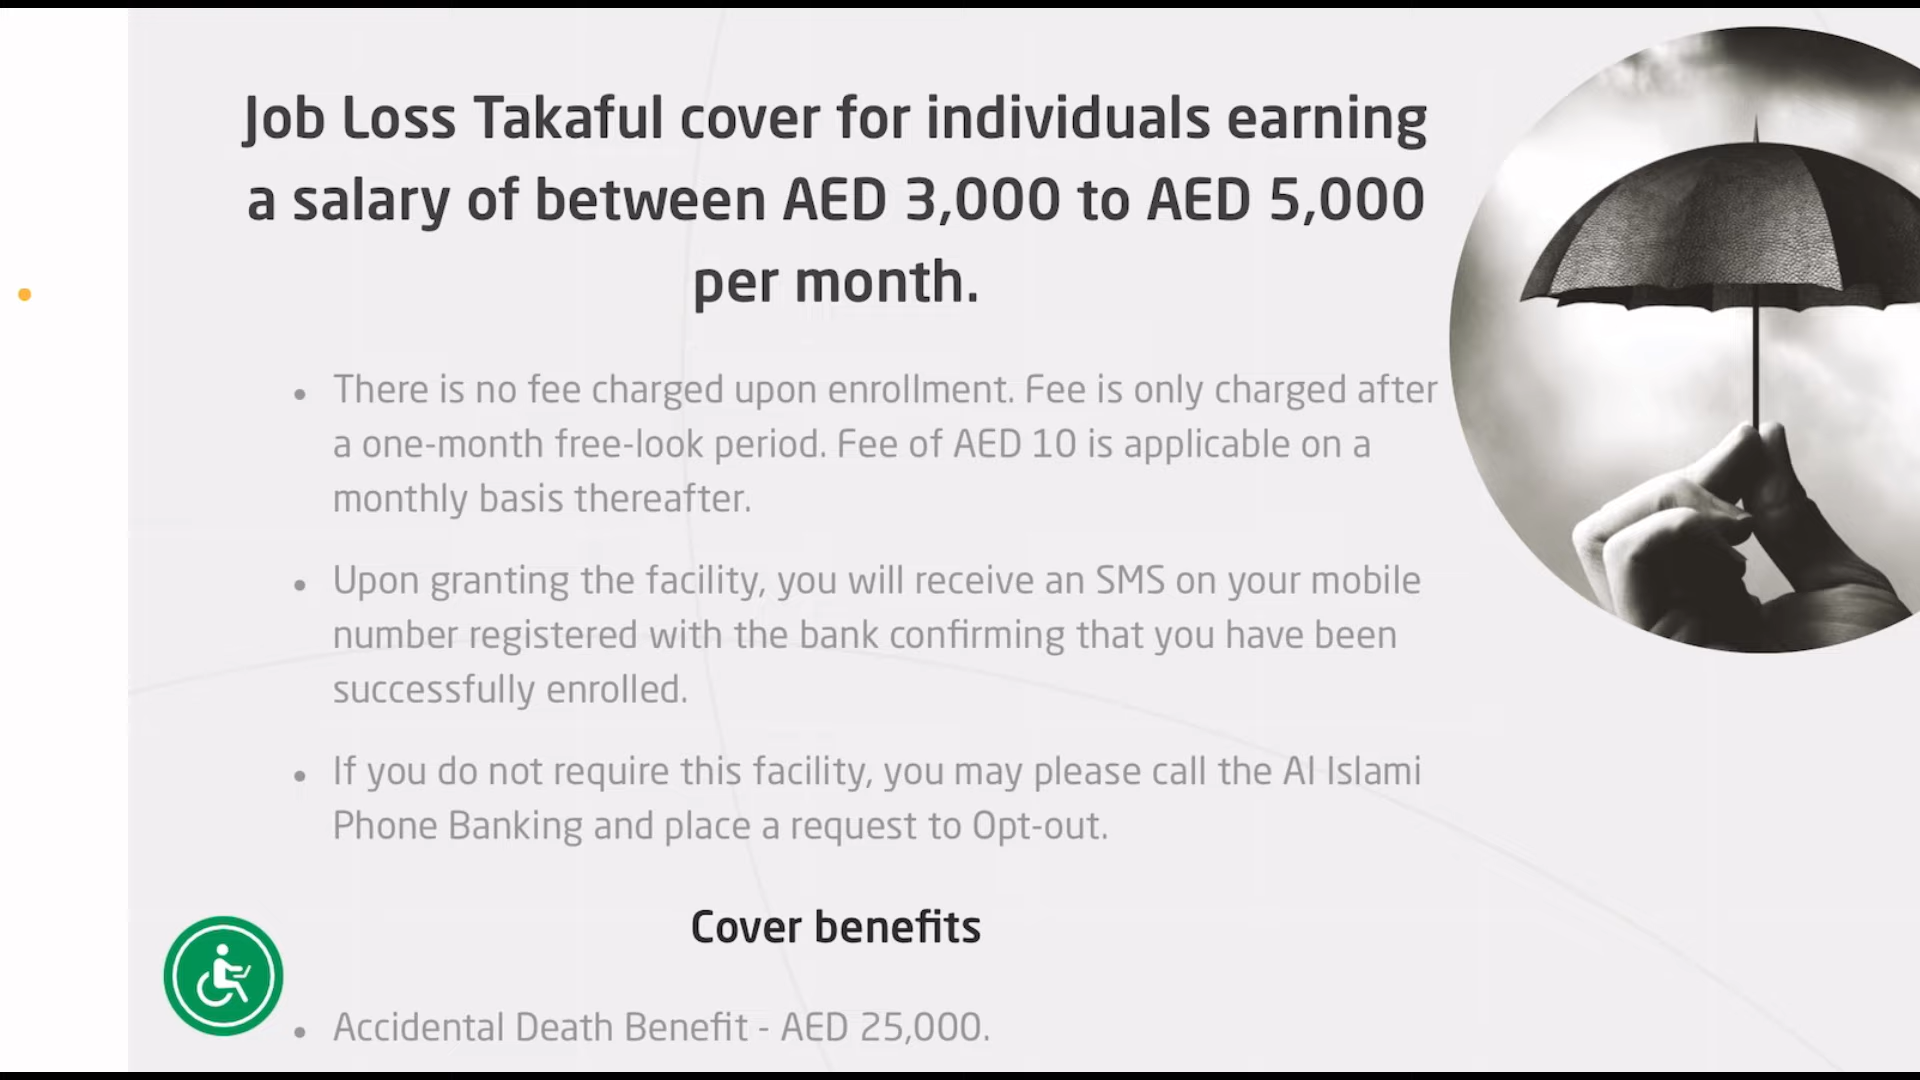 Job Loss Takaful cover for individuals earning
a salary of between AED 3,000 to AED 5,000
per month.
• There is no fee charged upon enrollment. Fee is only charged after
a one-month free-look period. Fee of AED 10 is applicable on a
monthly basis thereafter.
• Upon granting the facility, you will receive an SMS on your mobile
number registered with the bank confirming that you have been
successfully enrolled.
• If you do not require this facility, you may please call the Al Islami
Phone Banking and place a request to Opt-out.
Cover benefits
• Accidental Death Benefit - AED 25,000.